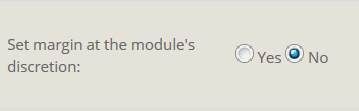 Set margin at the module's
discretion:
Yes No